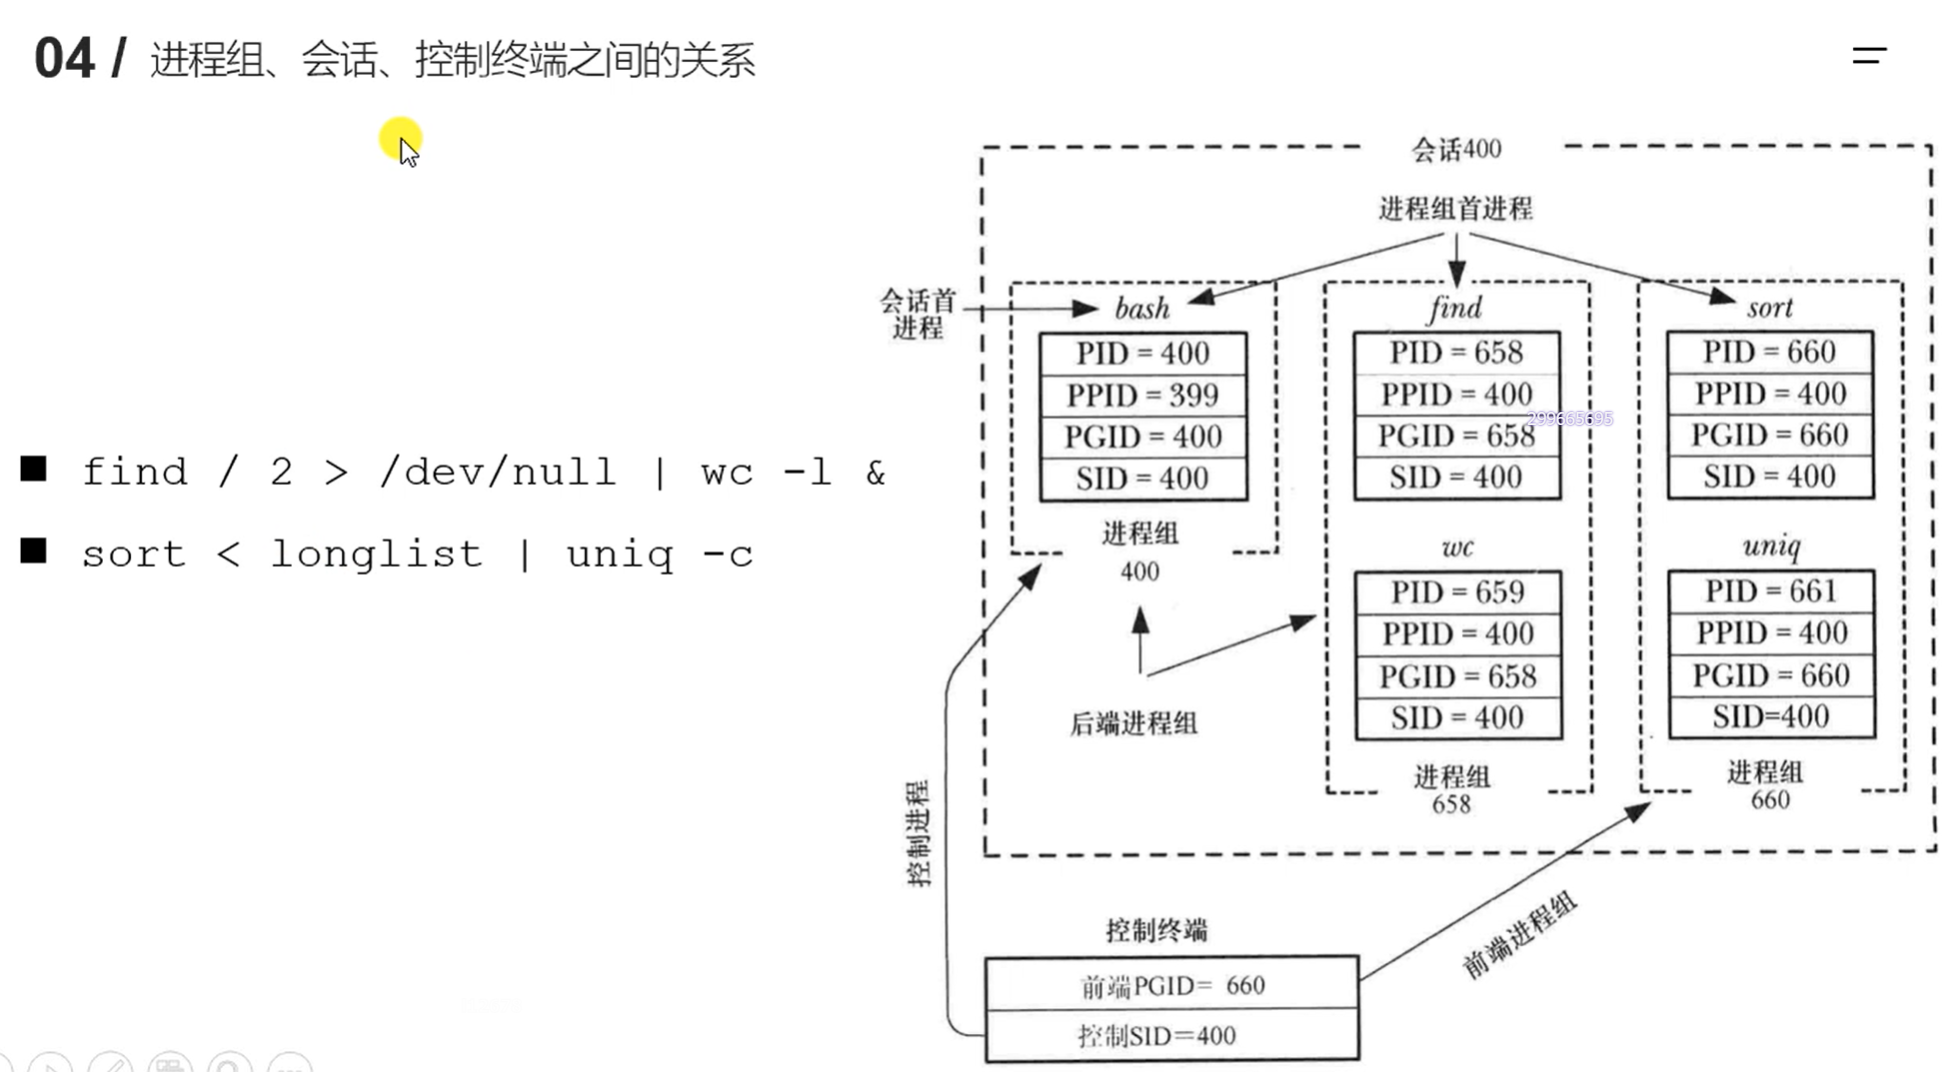 04 / 进程组、会话、控制终端之间的关系
find / 2 > /dev/null | wc -l &
sort < longlist | uniq -c
会话400
进程组首进程
会话首
进程
bash
PID = 400
PPID = 399
PGID = 400
SID = 400
进程组
400
find
PID = 658
PPID = 400
PGID = 658
SID = 400
299665695
wc
PID = 659
PPID = 400
PGID = 658
SID = 400
进程组
658
sort
PID = 660
PPID = 400
PGID = 660
SID = 400
uniq
PID = 661
PPID = 400
PGID = 660
SID=400
进程组
660
后端进程组
控制进程
前端进程组
控制终端
前端PGID= 660
控制SID=400